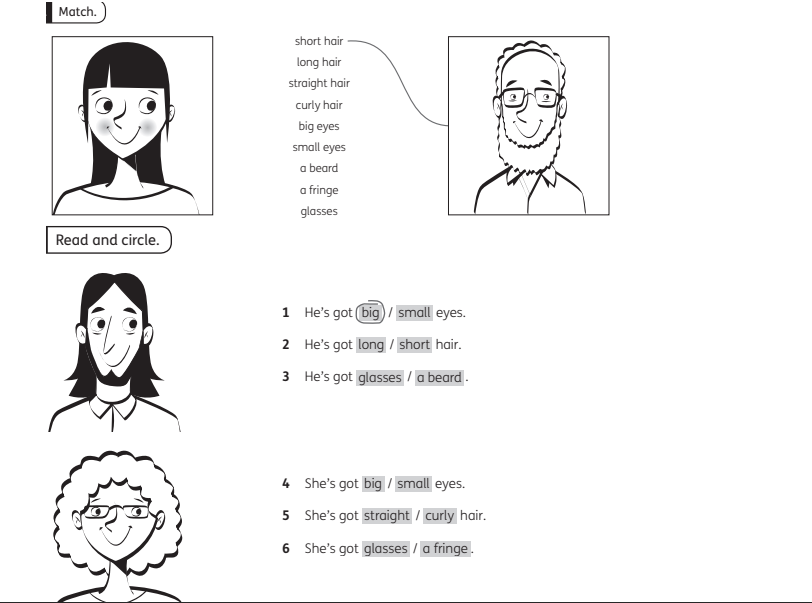 Match.
short hair
long hair
straight hair
curly hair
big eyes
small eyes
a beard
a fringe
glasses
Read and circle.
1 He's got big / small eyes.
2 He's got long / short hair.
3 He's got glasses / a beard.
4 She's got big / small eyes.
5 She's got straight / curly hair.
6 She's got glasses / a fringe.